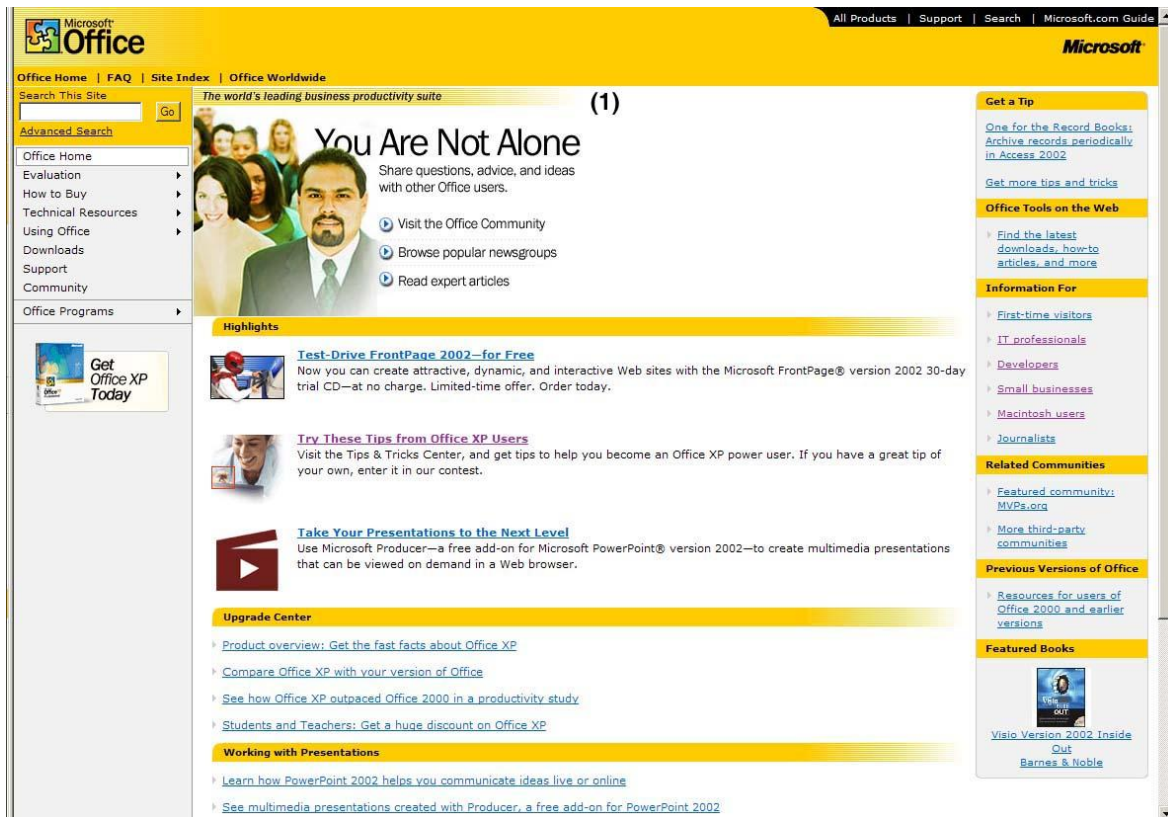 All Products | Support | Search | Microsoft.com Guide
Microsoft
Office
Microsoft
Office Home | FAQ | Site Index | Office Worldwide
Search This Site
Go
Advanced Search
Office Home
Evaluation
How to Buy
Technical Resources
Using Office
Downloads
Support
Community
Office Programs
Get
Office XP
Today
The world's leading business productivity suite
(1)
You Are Not Alone
Share questions, advice, and ideas
with other Office users.
Visit the Office Community
Browse popular newsgroups
Read expert articles
Highlights
Test-Drive FrontPage 2002—for Free
Now you can create attractive, dynamic, and interactive Web sites with the Microsoft FrontPage® version 2002 30-day
trial CD—at no charge. Limited-time offer. Order today.
Try These Tips from Office XP Users
Visit the Tips & Tricks Center, and get tips to help you become an Office XP power user. If you have a great tip of
your own, enter it in our contest.
Take Your Presentations to the Next Level
Use Microsoft Producer—a free add-on for Microsoft PowerPoint® version 2002—to create multimedia presentations
that can be viewed on demand in a Web browser.
Upgrade Center
Product overview: Get the fast facts about Office XP
Compare Office XP with your version of Office
See how Office XP outpaced Office 2000 in a productivity study
Students and Teachers: Get a huge discount on Office XP
Working with Presentations
Learn how PowerPoint 2002 helps you communicate ideas live or online
See multimedia presentations created with Producer, a free add-on for PowerPoint 2002
Get a Tip
One for the Record Books:
Archive records periodically
in Access 2002
Get more tips and tricks
Office Tools on the Web
Find the latest
downloads, how-to
articles, and more
Information For
First-time visitors
IT professionals
Developers
Small businesses
Macintosh users
Journalists
Related Communities
Featured community:
MVPs.org
More third-party
communities
Previous Versions of Office
Resources for users of
Office 2000 and earlier
versions
Featured Books
OUT
Visio Version 2002 Inside
Out
Barnes & Noble